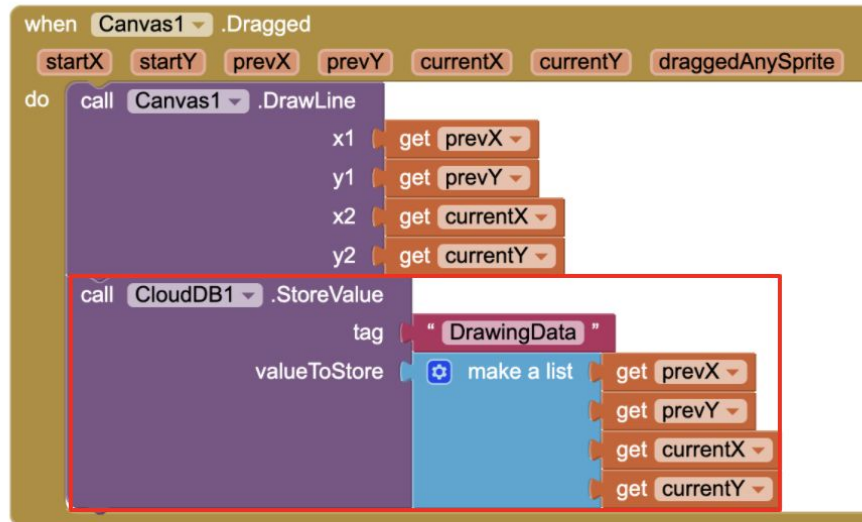 when Canvas1 .Dragged
startX startY prevX prevY currentX currentY draggedAnySprite
do call Canvas1 .DrawLine
x1 get prevX
y1 get prevY
x2 get currentX
y2 get currentY
call CloudDB1 .StoreValue
tag " DrawingData "
valueToStore make a list get prevX
get prevY
get currentX
get currentY